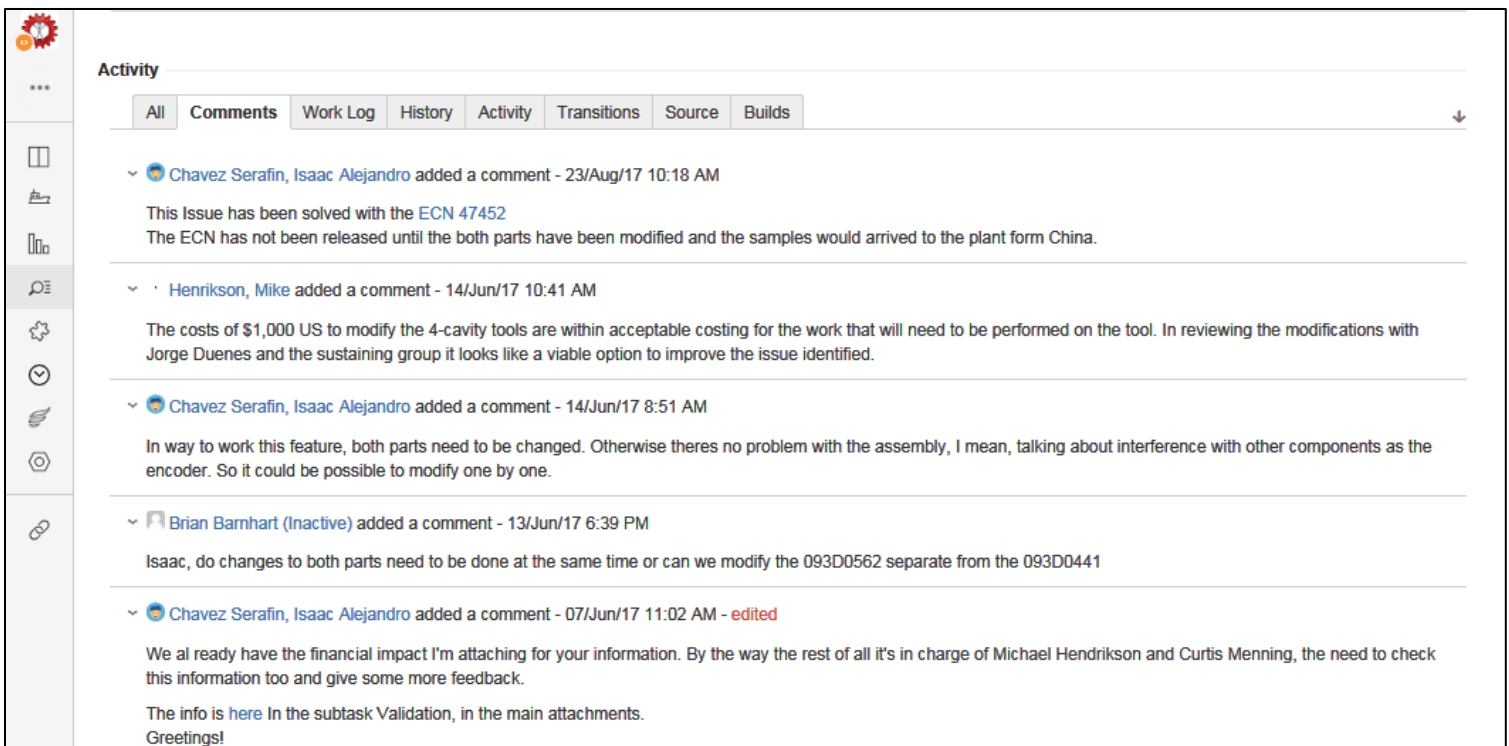 Activity
All Comments Work Log History Activity Transitions Source Builds
Chavez Serafin, Isaac Alejandro added a comment - 23/Aug/17 10:18 AM
This Issue has been solved with the ECN 47452
The ECN has not been released until the both parts have been modified and the samples would arrived to the plant form China.
Henrikson, Mike added a comment - 14/Jun/17 10:41 AM
The costs of $1,000 US to modify the 4-cavity tools are within acceptable costing for the work that will need to be performed on the tool. In reviewing the modifications with
Jorge Duenes and the sustaining group it looks like a viable option to improve the issue identified.
Chavez Serafin, Isaac Alejandro added a comment - 14/Jun/17 8:51 AM
In way to work this feature, both parts need to be changed. Otherwise theres no problem with the assembly, I mean, talking about interference with other components as the
encoder. So it could be possible to modify one by one.
Brian Barnhart (Inactive) added a comment - 13/Jun/17 6:39 PM
Isaac, do changes to both parts need to be done at the same time or can we modify the 093D0562 separate from the 093D0441
Chavez Serafin, Isaac Alejandro added a comment - 07/Jun/17 11:02 AM - edited
We al ready have the financial impact I'm attaching for your information. By the way the rest of all it's in charge of Michael Hendrikson and Curtis Menning, the need to check
this information too and give some more feedback.
The info is here In the subtask Validation, in the main attachments.
Greetings!